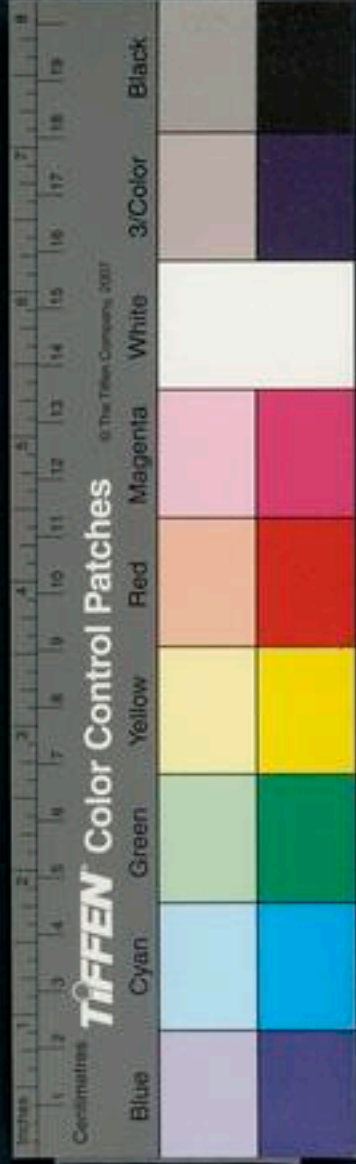 Inches
1 2 3 4 5 6 7 8
Centimetres
1 2 3 4 5 6 7 8 9 10 11 12 13 14 15 16 17 18 19
TIFFEN® Color Control Patches
© The Tiffen Company, 2007
Blue Cyan Green Yellow Red Magenta White 3/Color Black